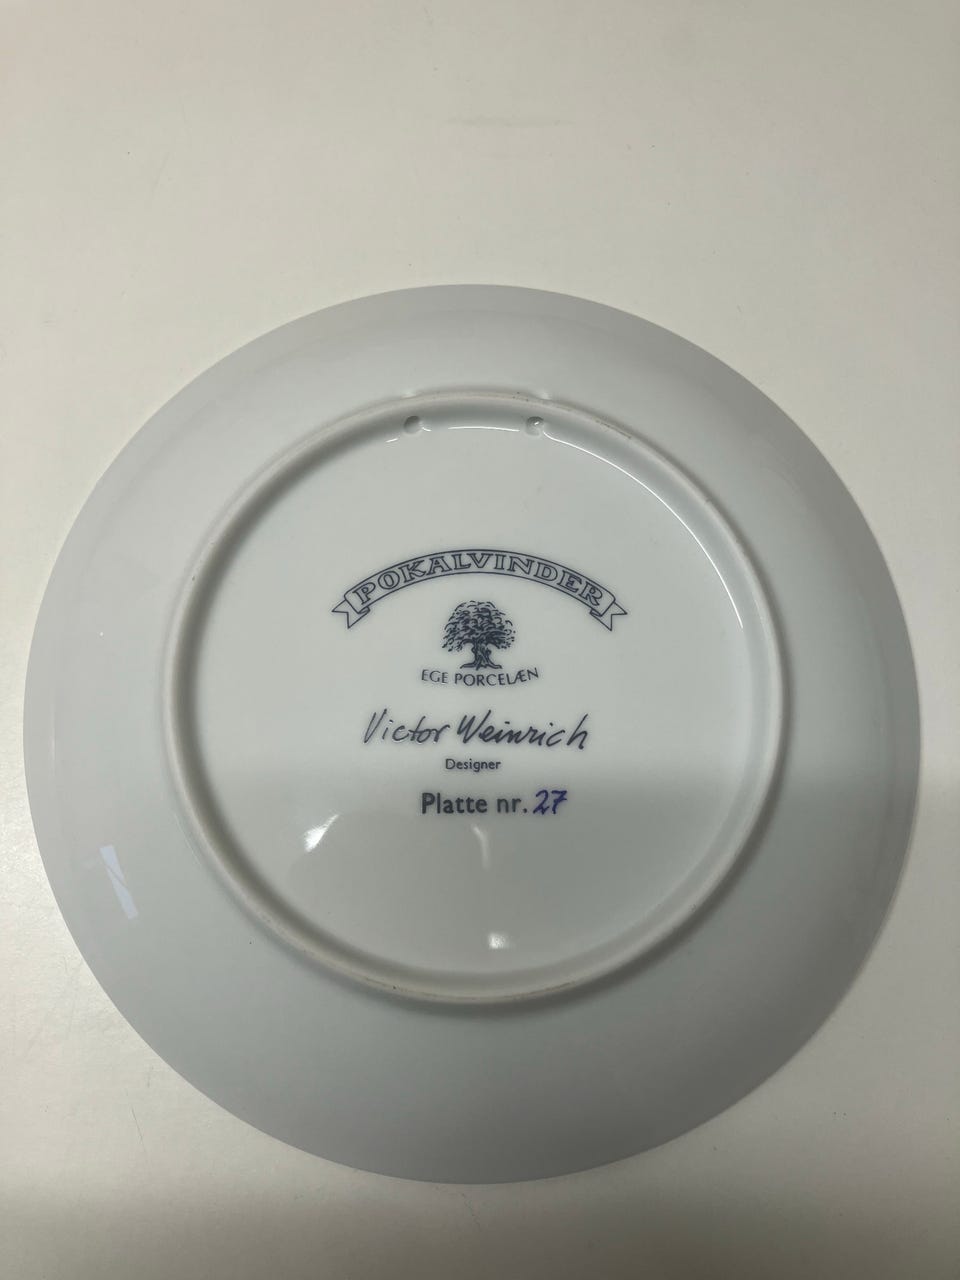 POKALVINDER
EGE PORCELÆN
Victor Weinrich
Designer
Platte nr. 27